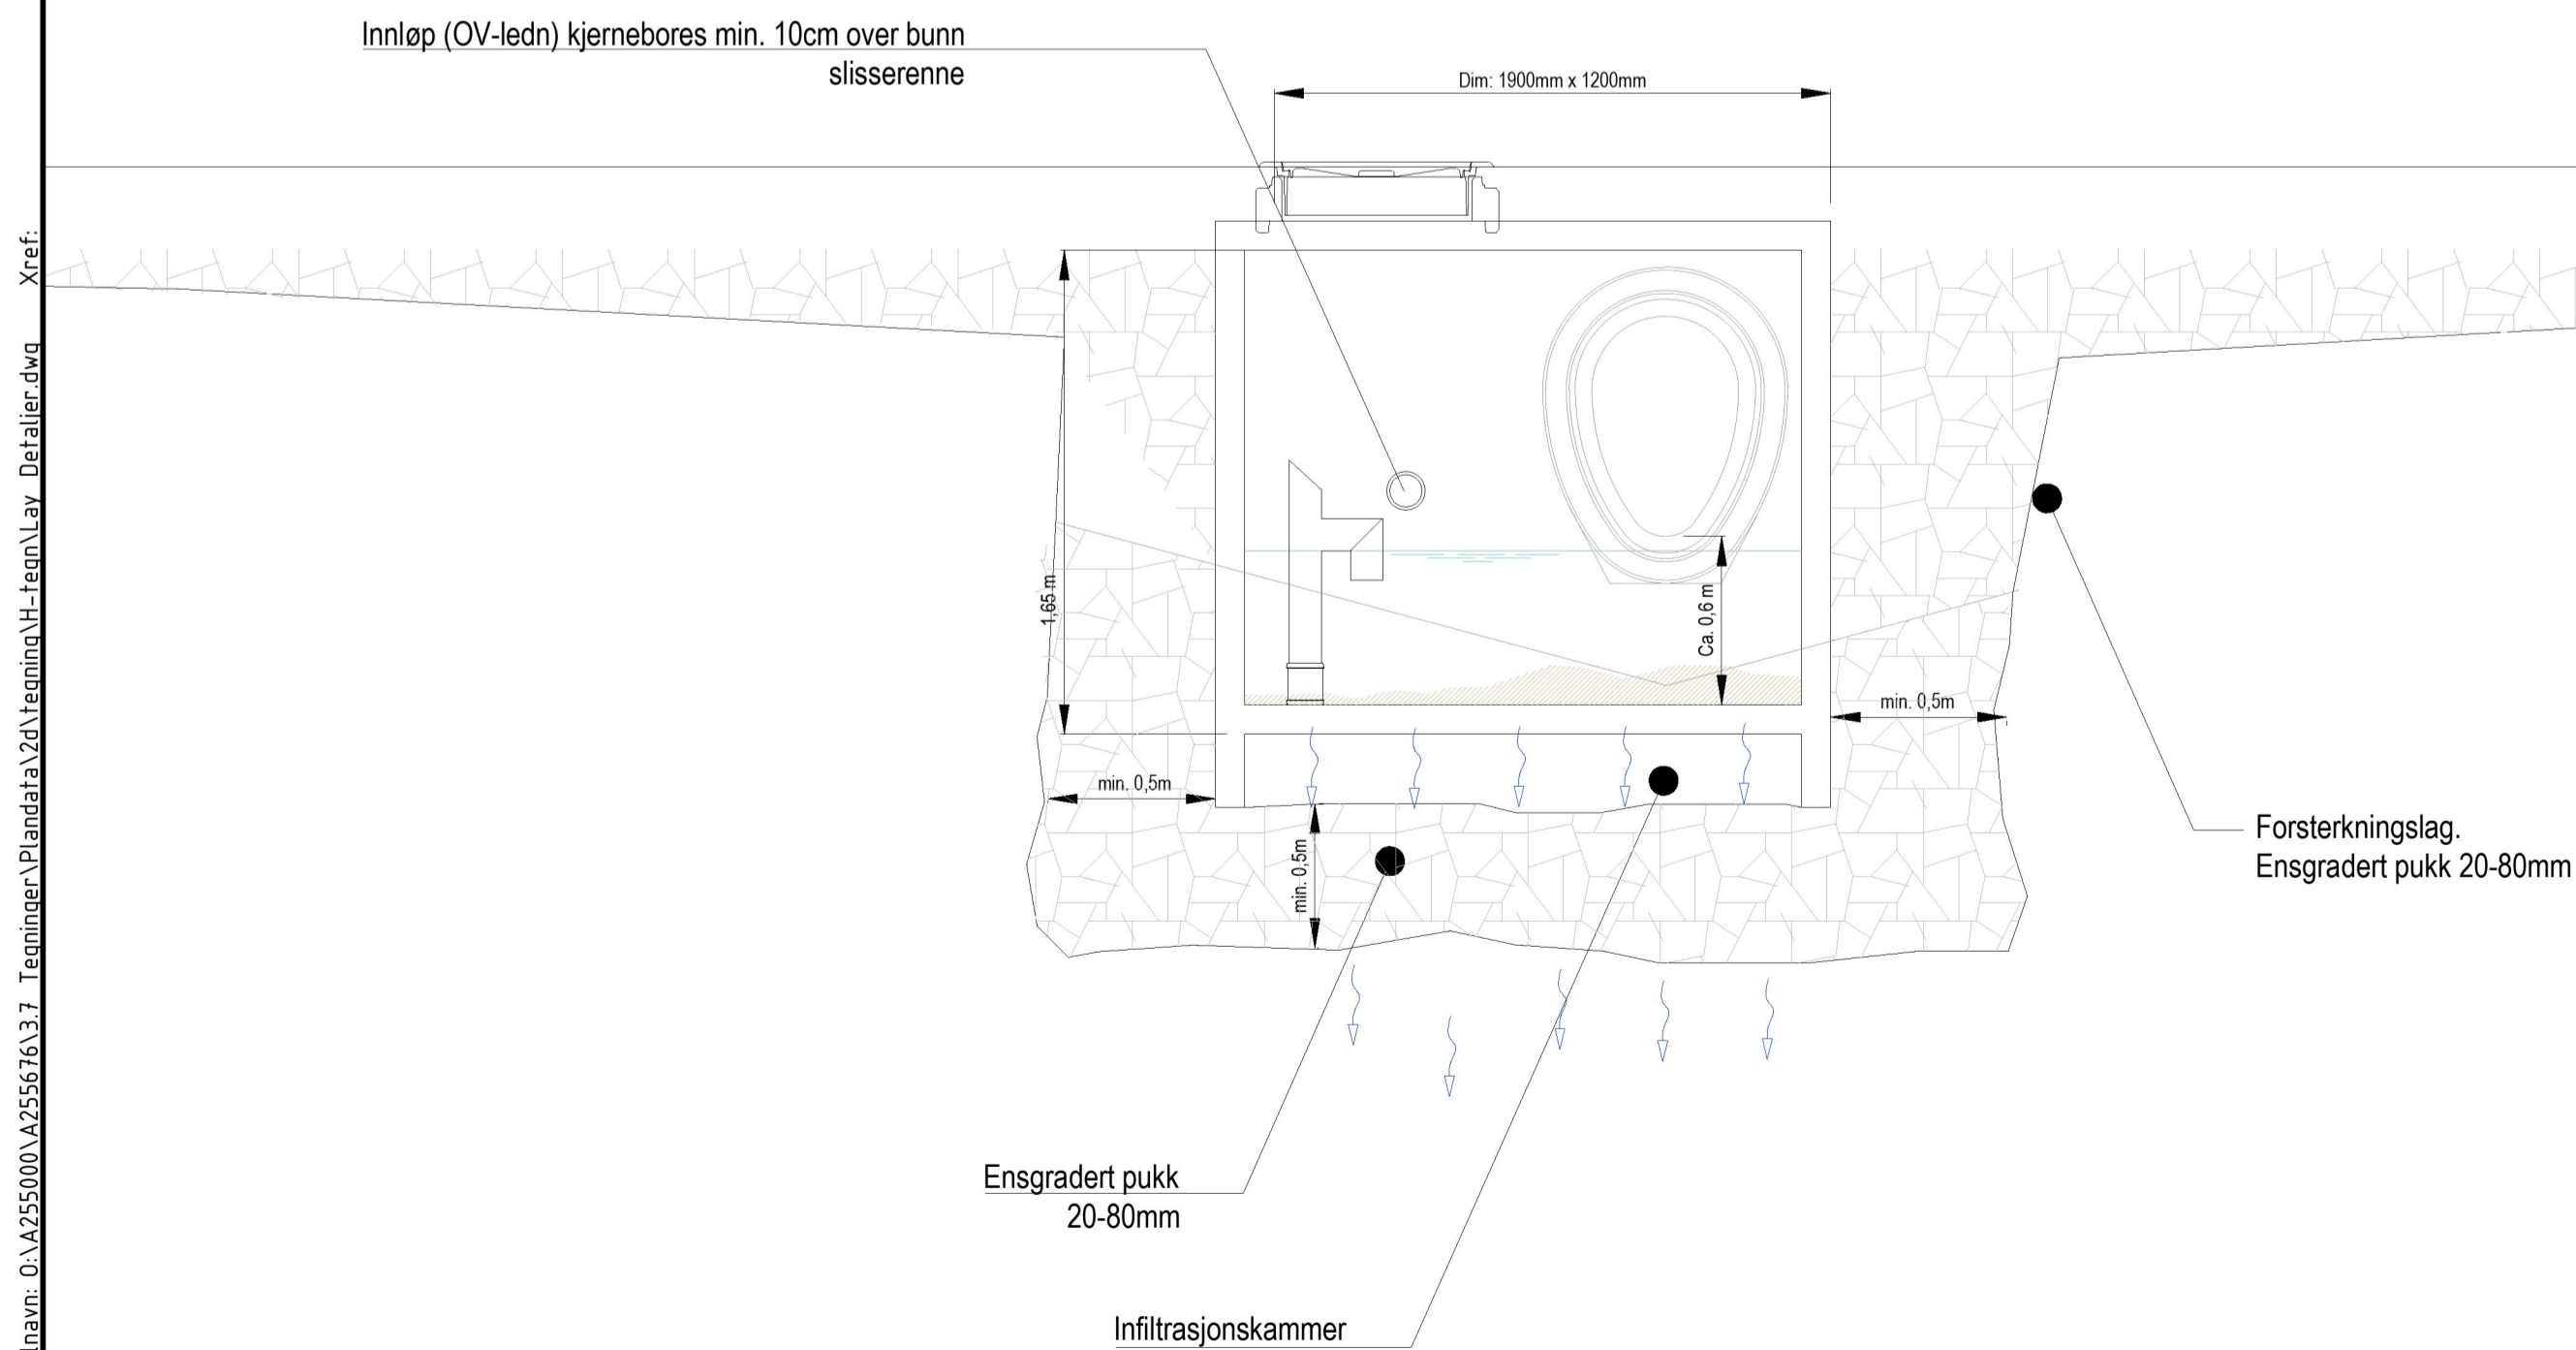 Innløp (OV-ledn) kjernebores min. 10cm over bunn
slisserenne
Dim: 1900mm x 1200mm
1,65 m
Ca. 0,6 m
min. 0,5m
min. 0,5m
min. 0,5m
Forsterkningslag.
Ensgradert pukk 20-80mm
Ensgradert pukk
20-80mm
Infiltrasjonskammer
lnavn: O:\A255000\A255676\3.7 Tegninger\Plandata\2d\tegning\H-tegn\Lay Detaljer.dwg Xref: